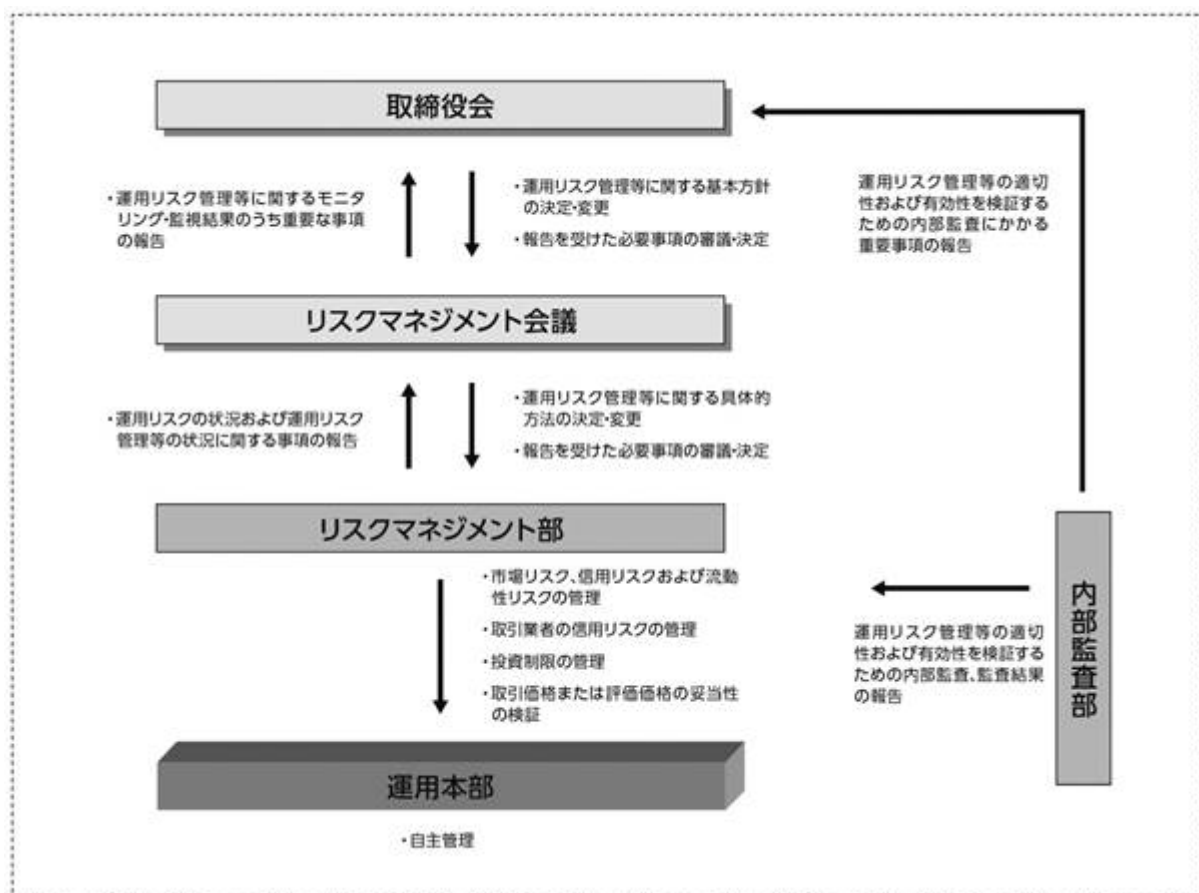 取締役会
・運用リスク管理等に関するモニタ
リング・監視結果のうち重要な事項
の報告
・運用リスク管理等に関する基本方針
の決定・変更
・報告を受けた必要事項の審議・決定
運用リスク管理等の適切
性および有効性を検証する
ための内部監査にかかる
重要事項の報告
リスクマネジメント会議
・運用リスクの状況および運用リスク
管理等の状況に関する事項の報告
・運用リスク管理等に関する具体的
方法の決定・変更
・報告を受けた必要事項の審議・決定
リスクマネジメント部
・市場リスク、信用リスクおよび流動
性リスクの管理
・取引業者の信用リスクの管理
・投資制限の管理
・取引価格または評価価格の妥当性
の検証
運用リスク管理等の適切
性および有効性を検証する
ための内部監査、監査結果
の報告
内部監査部
運用本部
・自主管理